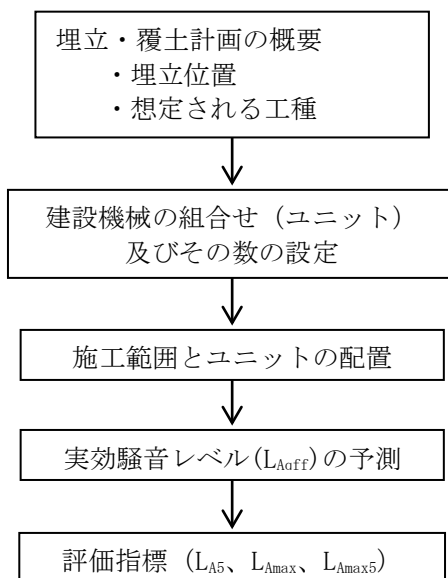 埋立・覆土計画の概要
・埋立位置
・想定される工種
建設機械の組合せ（ユニット）
及びその数の設定
施工範囲とユニットの配置
実効騒音レベル(LAαff)の予測
評価指標（LA5、LAmax、LAmax5）